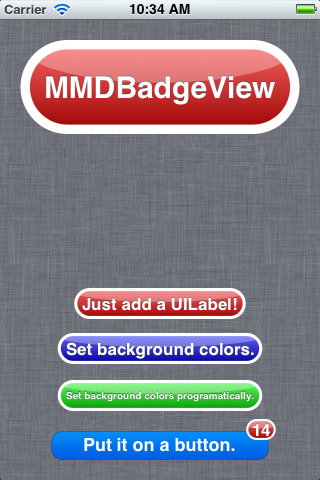 Carrier 10:34 AM
MMDBadgeView
Just add a UILabel!
Set background colors.
Set background colors programatically.
14
Put it on a button.